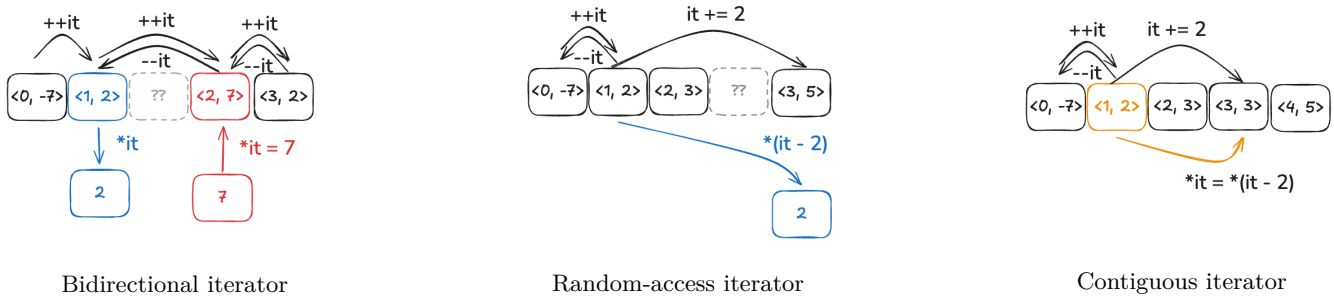 ++it ++it ++it
--it --it
<0, -7> <1, 2> ?? <2, 7> <3, 2>
*it *it = 7
2 7
Bidirectional iterator
++it it += 2
--it
<0, -7> <1, 2> <2, 3> ?? <3, 5>
*(it - 2)
2
Random-access iterator
++it it += 2
--it
<0, -7> <1, 2> <2, 3> <3, 3> <4, 5>
*it = *(it - 2)
Contiguous iterator